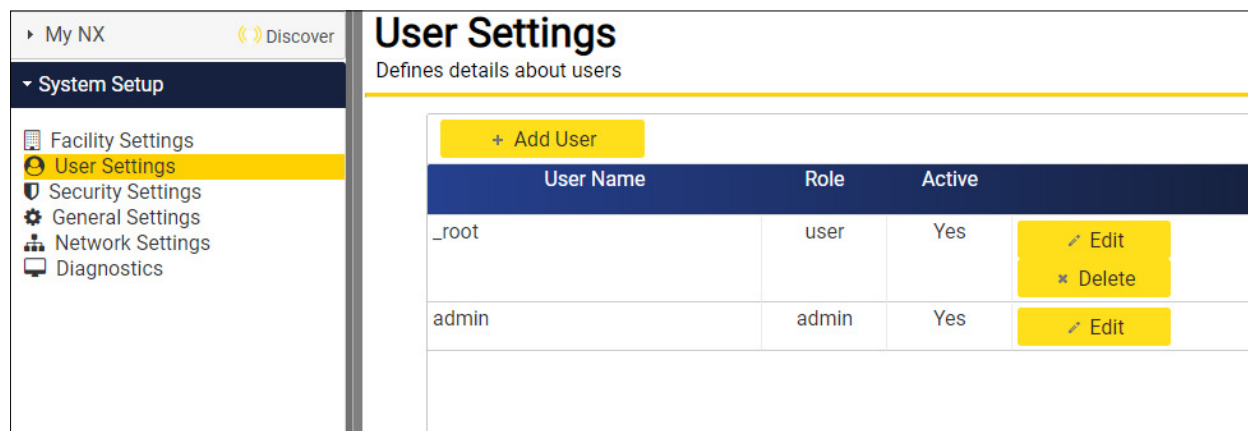 My NX Discover
System Setup
Facility Settings
User Settings
Security Settings
General Settings
Network Settings
Diagnostics
User Settings
Defines details about users
+ Add User
User Name Role Active
_root user Yes Edit
Delete
admin admin Yes Edit